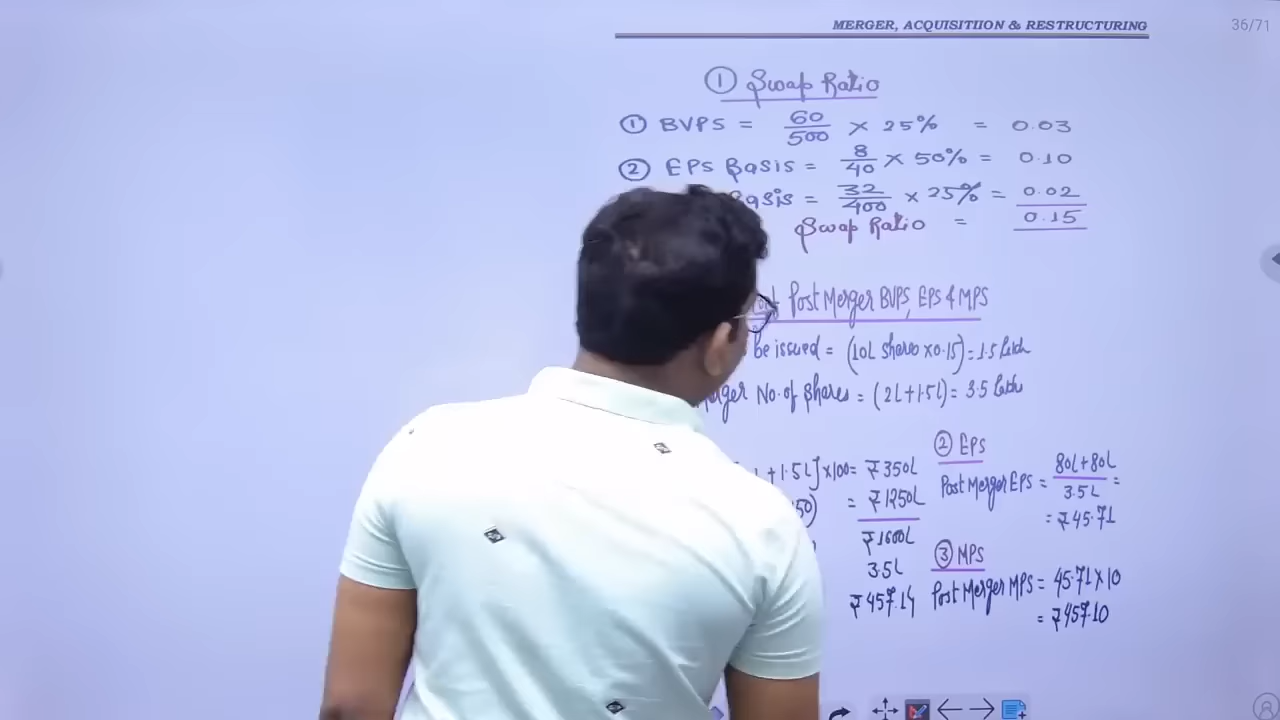 MERGER, ACQUISITIION & RESTRUCTURING
36/71
① Swap Ratio
① BVPS = 60/500 × 25% = 0.03
② EPS Basis = 8/40 × 50% = 0.10
Basis = 32/400 × 25% = 0.02
Swap Ratio = 0.15
Post Merger BVPS, EPS & MPS
be issued = (10L shares × 0.15) = 1.5 Lakh
No. of Shares = (2L + 1.5L) = 3.5 Lakhs
+ 1.5L] × 100 = ₹350L
50) = ₹1250L
₹1600L
3.5L
₹457.14
② EPS
Post Merger EPS = 80L+80L/3.5L =
= ₹45.71
③ MPS
Post Merger MPS = 45.71 × 10
= ₹457.10